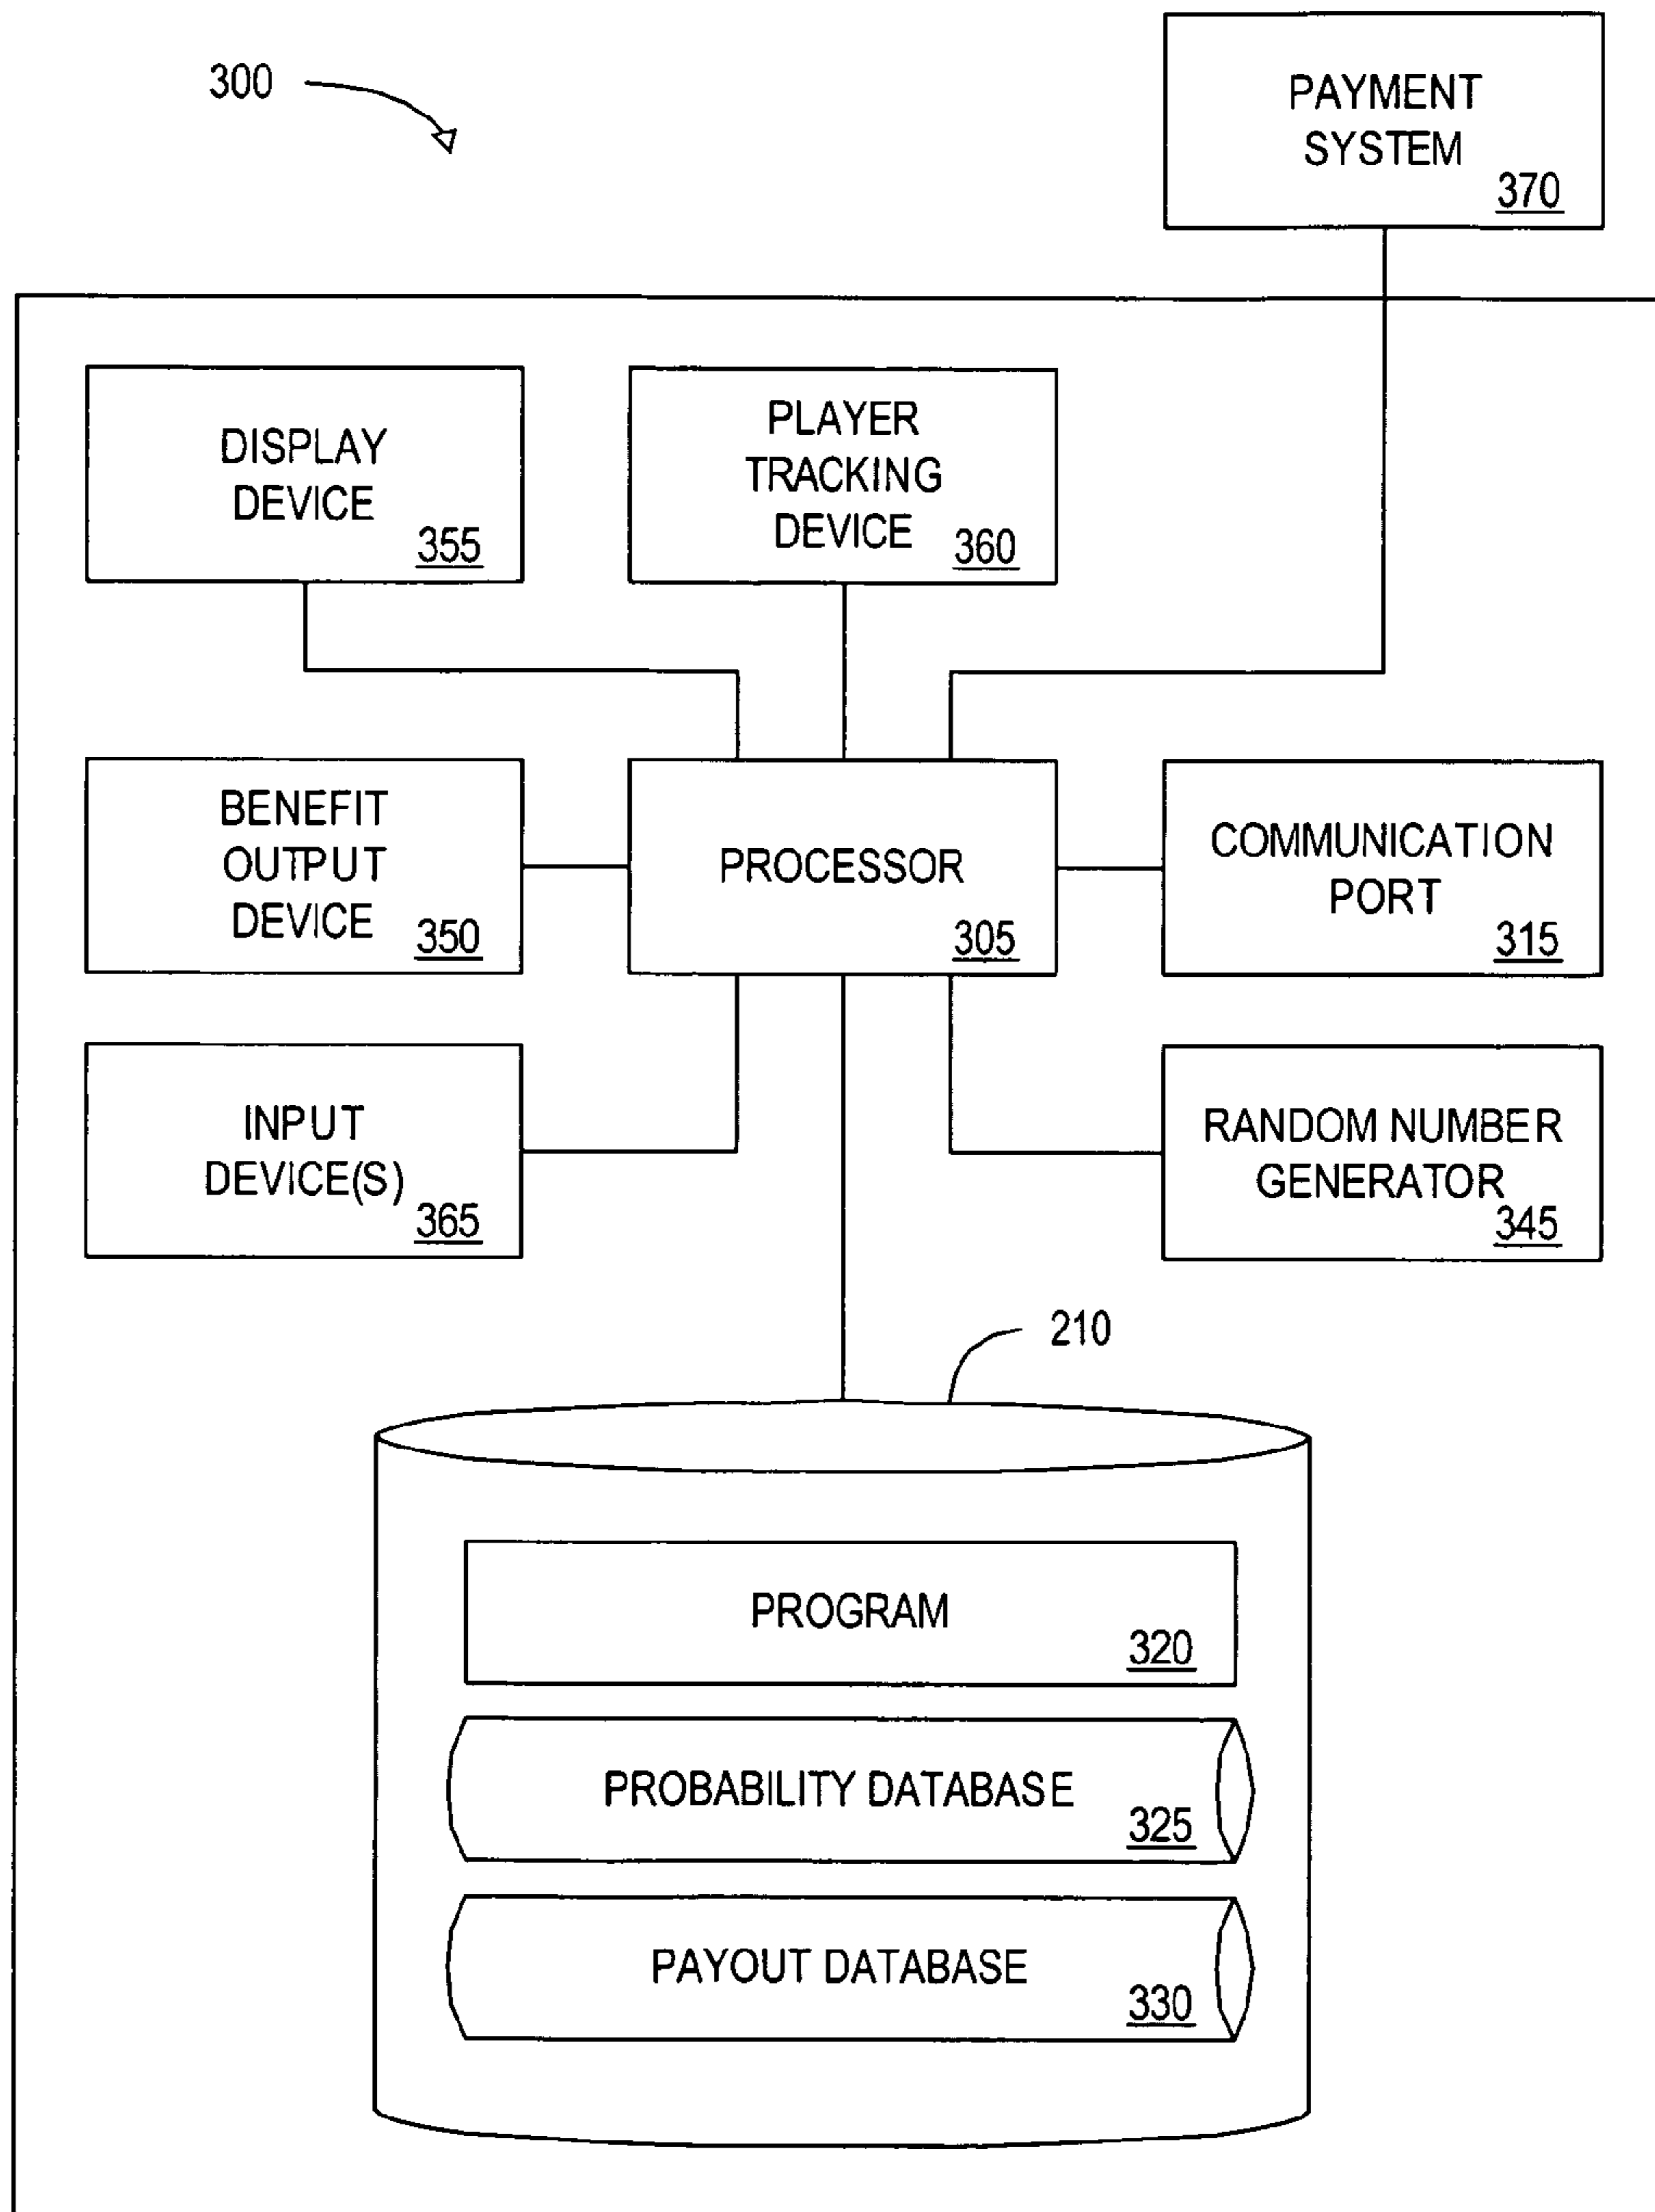 300
PAYMENT
SYSTEM
370
DISPLAY
DEVICE
355
PLAYER
TRACKING
DEVICE
360
BENEFIT
OUTPUT
DEVICE
350
PROCESSOR
305
COMMUNICATION
PORT
315
INPUT
DEVICE(S)
365
RANDOM NUMBER
GENERATOR
345
210
PROGRAM
320
PROBABILITY DATABASE
325
PAYOUT DATABASE
330